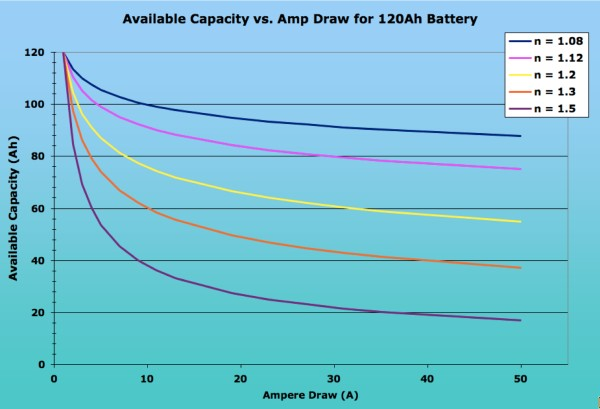 Available Capacity vs. Amp Draw for 120Ah Battery
n = 1.08
n = 1.12
n = 1.2
n = 1.3
n = 1.5
Available Capacity (Ah)
120
100
80
60
40
20
0
0 10 20 30 40 50
Ampere Draw (A)